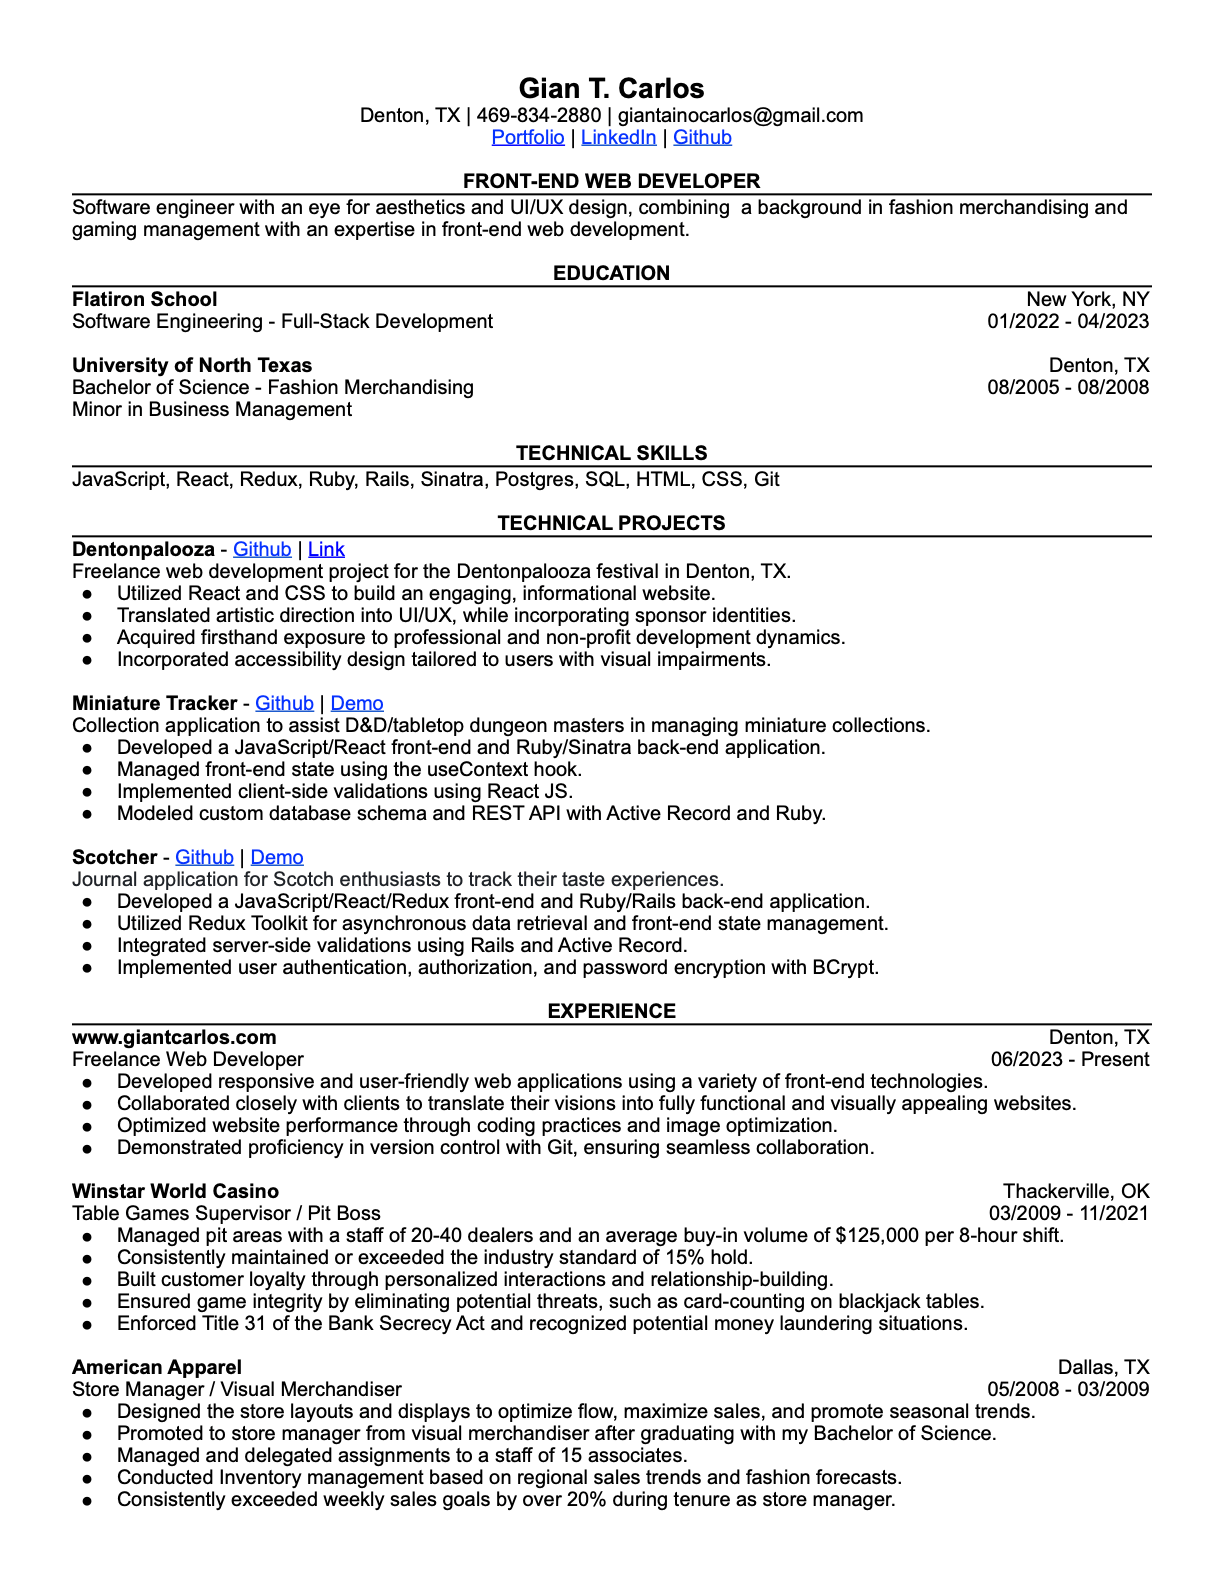 Gian T. Carlos
Denton, TX | 469-834-2880 | giantainocarlos@gmail.com
Portfolio | LinkedIn | Github
FRONT-END WEB DEVELOPER
Software engineer with an eye for aesthetics and UI/UX design, combining  a background in fashion merchandising and
gaming management with an expertise in front-end web development.
EDUCATION
Flatiron School New York, NY
Software Engineering - Full-Stack Development 01/2022 - 04/2023
University of North Texas Denton, TX
Bachelor of Science - Fashion Merchandising 08/2005 - 08/2008
Minor in Business Management
TECHNICAL SKILLS
JavaScript, React, Redux, Ruby, Rails, Sinatra, Postgres, SQL, HTML, CSS, Git
TECHNICAL PROJECTS
Dentonpalooza - Github | Link
Freelance web development project for the Dentonpalooza festival in Denton, TX.
● Utilized React and CSS to build an engaging, informational website.
● Translated artistic direction into UI/UX, while incorporating sponsor identities.
● Acquired firsthand exposure to professional and non-profit development dynamics.
● Incorporated accessibility design tailored to users with visual impairments.
Miniature Tracker - Github | Demo
Collection application to assist D&D/tabletop dungeon masters in managing miniature collections.
● Developed a JavaScript/React front-end and Ruby/Sinatra back-end application.
● Managed front-end state using the useContext hook.
● Implemented client-side validations using React JS.
● Modeled custom database schema and REST API with Active Record and Ruby.
Scotcher - Github | Demo
Journal application for Scotch enthusiasts to track their taste experiences.
● Developed a JavaScript/React/Redux front-end and Ruby/Rails back-end application.
● Utilized Redux Toolkit for asynchronous data retrieval and front-end state management.
● Integrated server-side validations using Rails and Active Record.
● Implemented user authentication, authorization, and password encryption with BCrypt.
EXPERIENCE
www.giantcarlos.com Denton, TX
Freelance Web Developer 06/2023 - Present
● Developed responsive and user-friendly web applications using a variety of front-end technologies.
● Collaborated closely with clients to translate their visions into fully functional and visually appealing websites.
● Optimized website performance through coding practices and image optimization.
● Demonstrated proficiency in version control with Git, ensuring seamless collaboration.
Winstar World Casino Thackerville, OK
Table Games Supervisor / Pit Boss 03/2009 - 11/2021
● Managed pit areas with a staff of 20-40 dealers and an average buy-in volume of $125,000 per 8-hour shift.
● Consistently maintained or exceeded the industry standard of 15% hold.
● Built customer loyalty through personalized interactions and relationship-building.
● Ensured game integrity by eliminating potential threats, such as card-counting on blackjack tables.
● Enforced Title 31 of the Bank Secrecy Act and recognized potential money laundering situations.
American Apparel Dallas, TX
Store Manager / Visual Merchandiser 05/2008 - 03/2009
● Designed the store layouts and displays to optimize flow, maximize sales, and promote seasonal trends.
● Promoted to store manager from visual merchandiser after graduating with my Bachelor of Science.
● Managed and delegated assignments to a staff of 15 associates.
● Conducted Inventory management based on regional sales trends and fashion forecasts.
● Consistently exceeded weekly sales goals by over 20% during tenure as store manager.